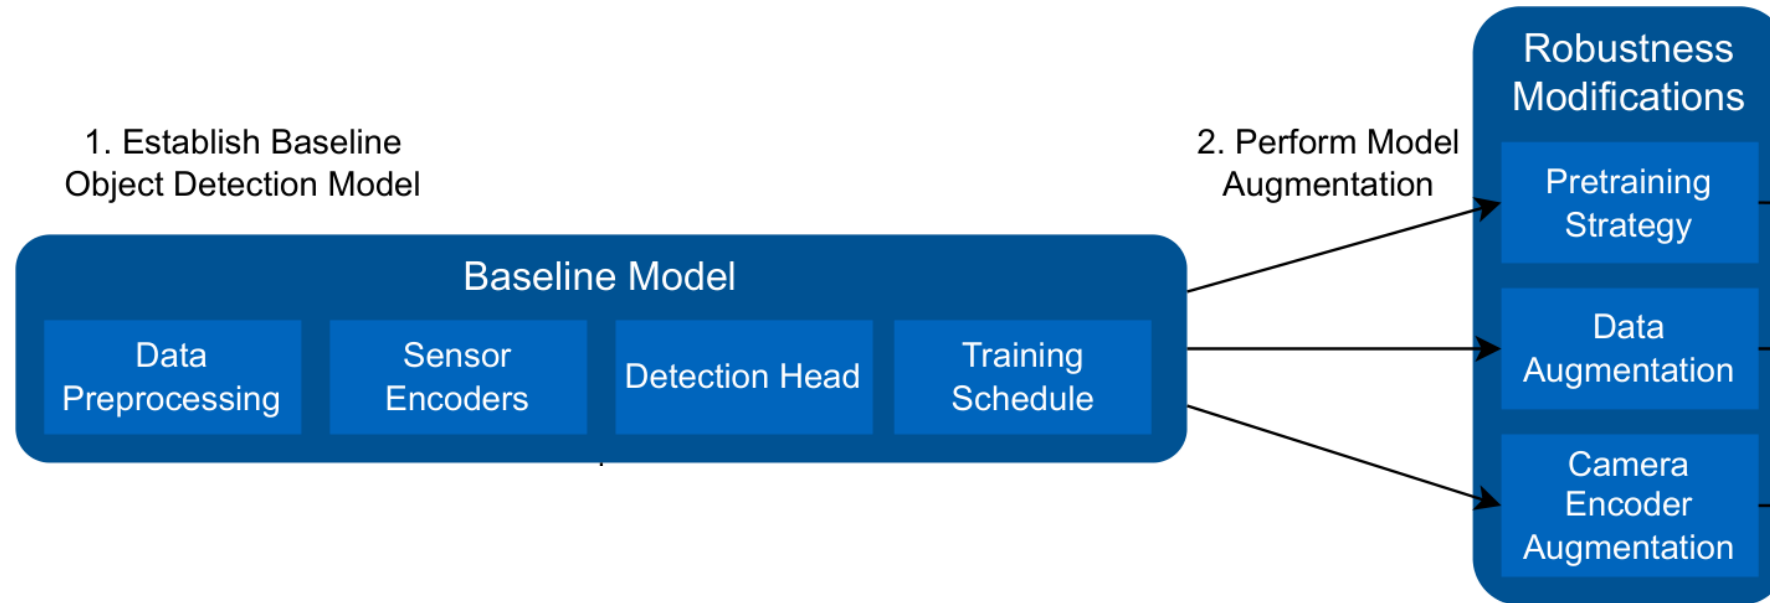 1. Establish Baseline
Object Detection Model
Baseline Model
Data
Preprocessing
Sensor
Encoders
Detection Head
Training
Schedule
2. Perform Model
Augmentation
Robustness
Modifications
Pretraining
Strategy
Data
Augmentation
Camera
Encoder
Augmentation